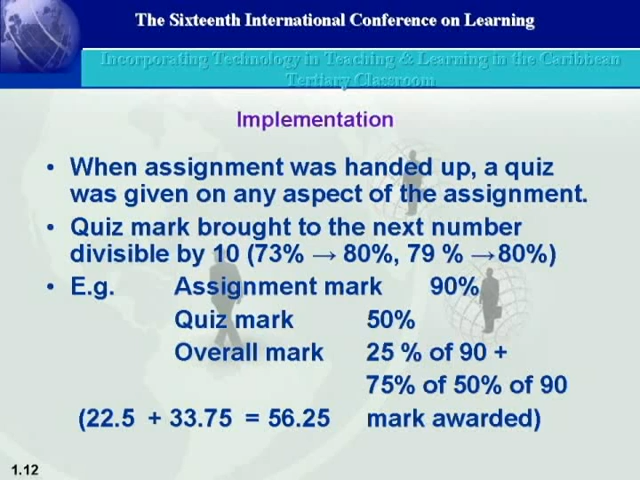 The Sixteenth International Conference on Learning
Incorporating Technology in Teaching & Learning in the Caribbean
Tertiary Classroom
Implementation
• When assignment was handed up, a quiz
was given on any aspect of the assignment.
• Quiz mark brought to the next number
divisible by 10 (73% → 80%, 79 % →80%)
• E.g. Assignment mark 90%
Quiz mark 50%
Overall mark 25 % of 90 +
75% of 50% of 90
(22.5 + 33.75 = 56.25 mark awarded)
1.12